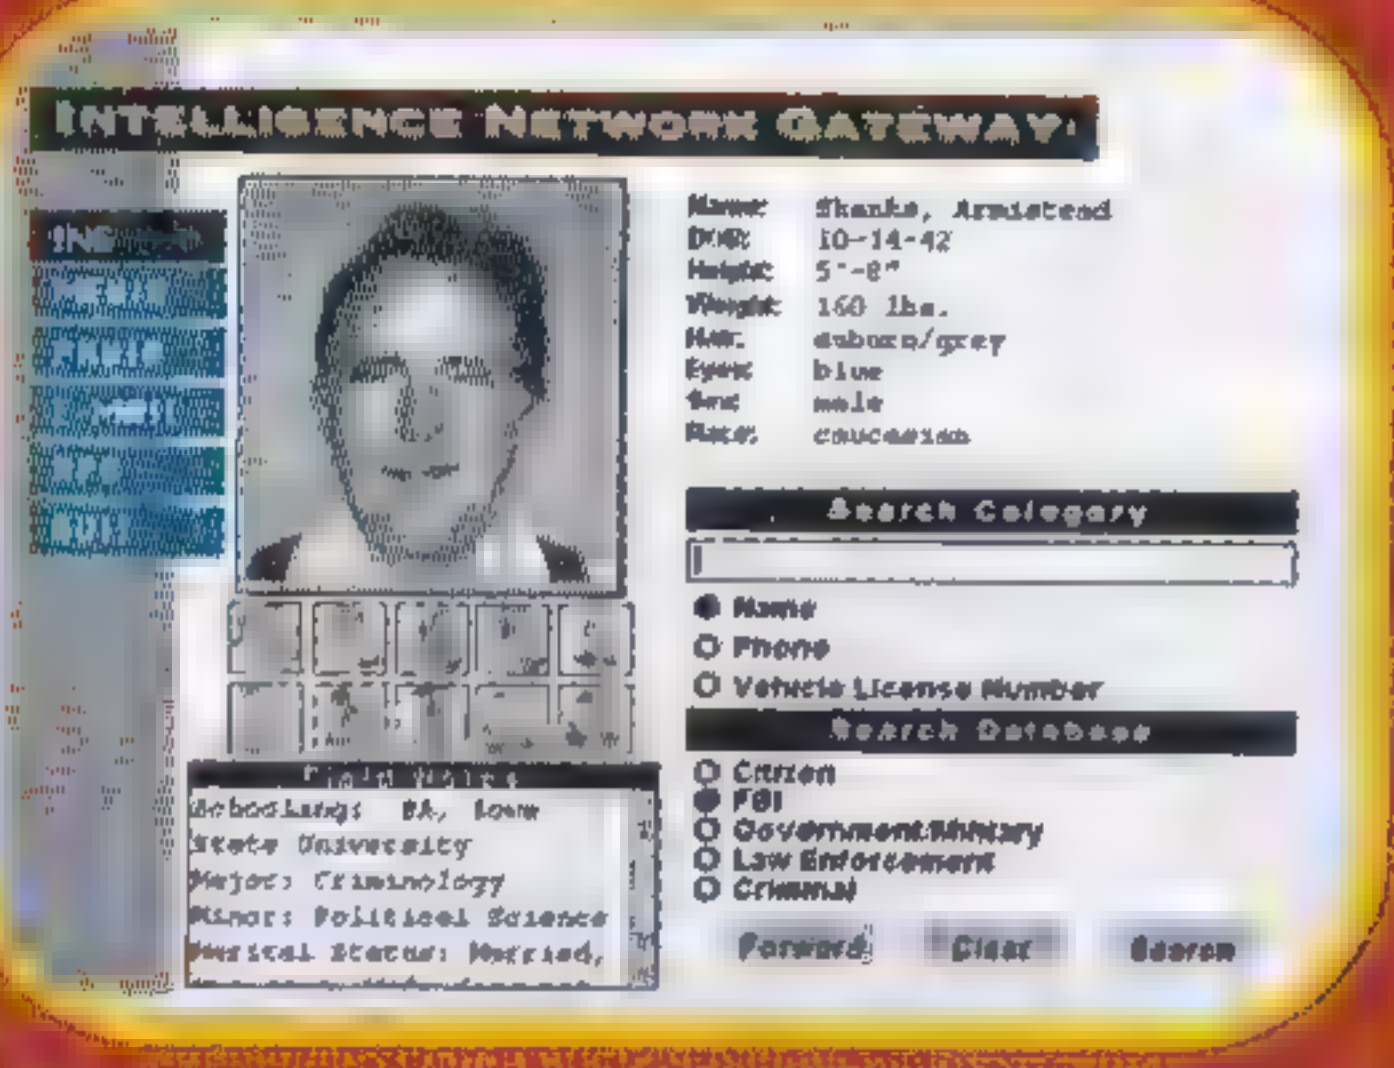 INTELLIGENCE NETWORK GATEWAY
ING
Name: Shanks, Armistead
DOB: 10-14-42
Height: 5'-8"
Weight: 160 lbs.
Hair: auburn/grey
Eyes: blue
Sex: male
Race: caucasian
Search Category
Name
Phone
Vehicle License Number
Search Database
Citizen
FBI
Government/Military
Law Enforcement
Criminal
Forward Clear Search
Field Notes
Schooling: BA, Iowa
State University
Major: Criminology
Minor: Political Science
Marital Status: Married,